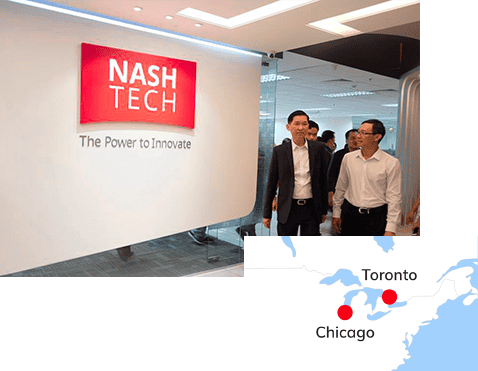 NASH
TECH
The Power to Innovate
Toronto
Chicago